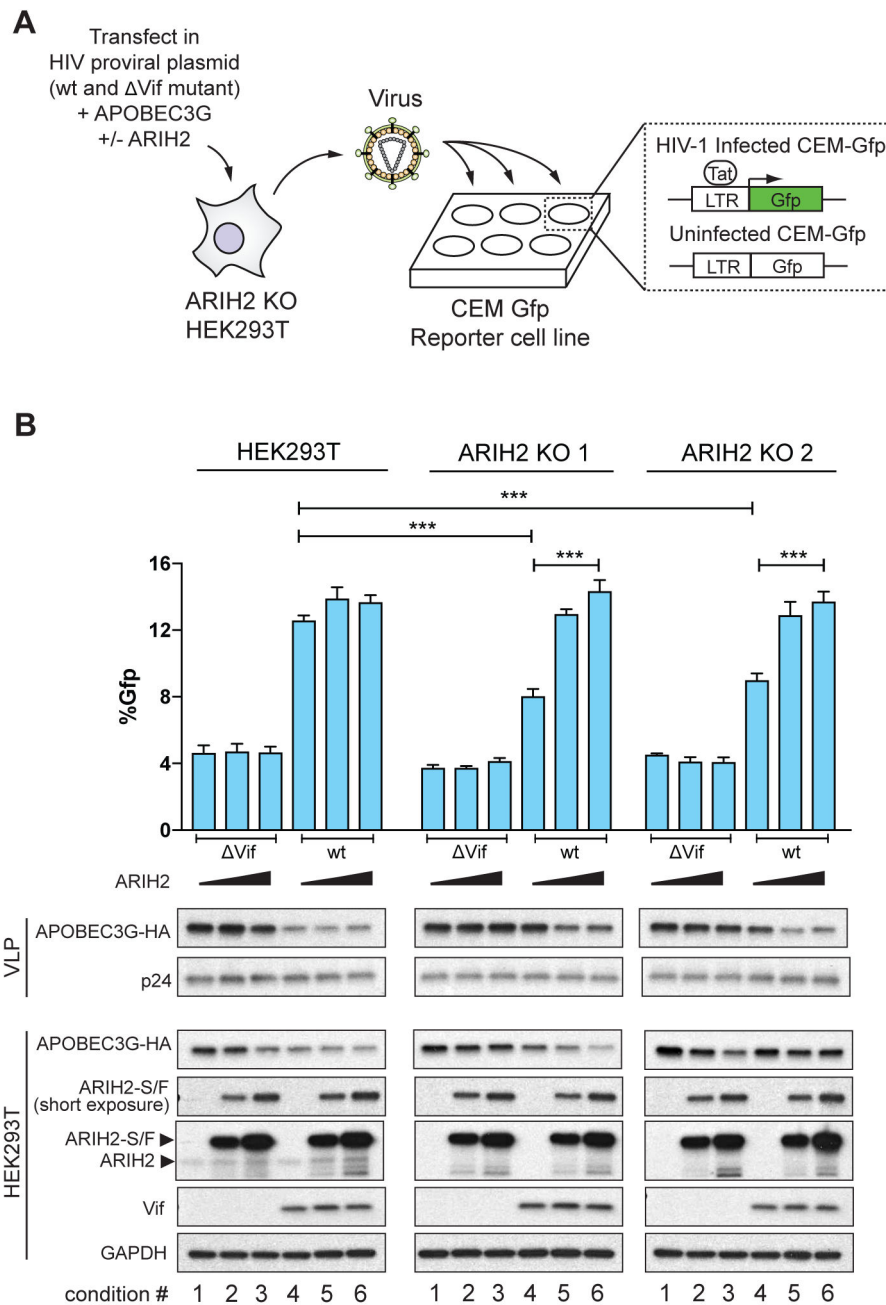 A
Transfect in
HIV proviral plasmid
(wt and ΔVif mutant)
+ APOBEC3G
+/- ARIH2
Virus
ARIH2 KO
HEK293T
CEM Gfp
Reporter cell line
HIV-1 Infected CEM-Gfp
Tat
LTR Gfp
Uninfected CEM-Gfp
LTR Gfp
B
HEK293T ARIH2 KO 1 ARIH2 KO 2
***
***
*** ***
%Gfp
16
12
8
4
0
ΔVif wt ΔVif wt ΔVif wt
ARIH2
VLP
APOBEC3G-HA
p24
HEK293T
APOBEC3G-HA
ARIH2-S/F
(short exposure)
ARIH2-S/F
ARIH2
Vif
GAPDH
condition # 1 2 3 4 5 6 1 2 3 4 5 6 1 2 3 4 5 6